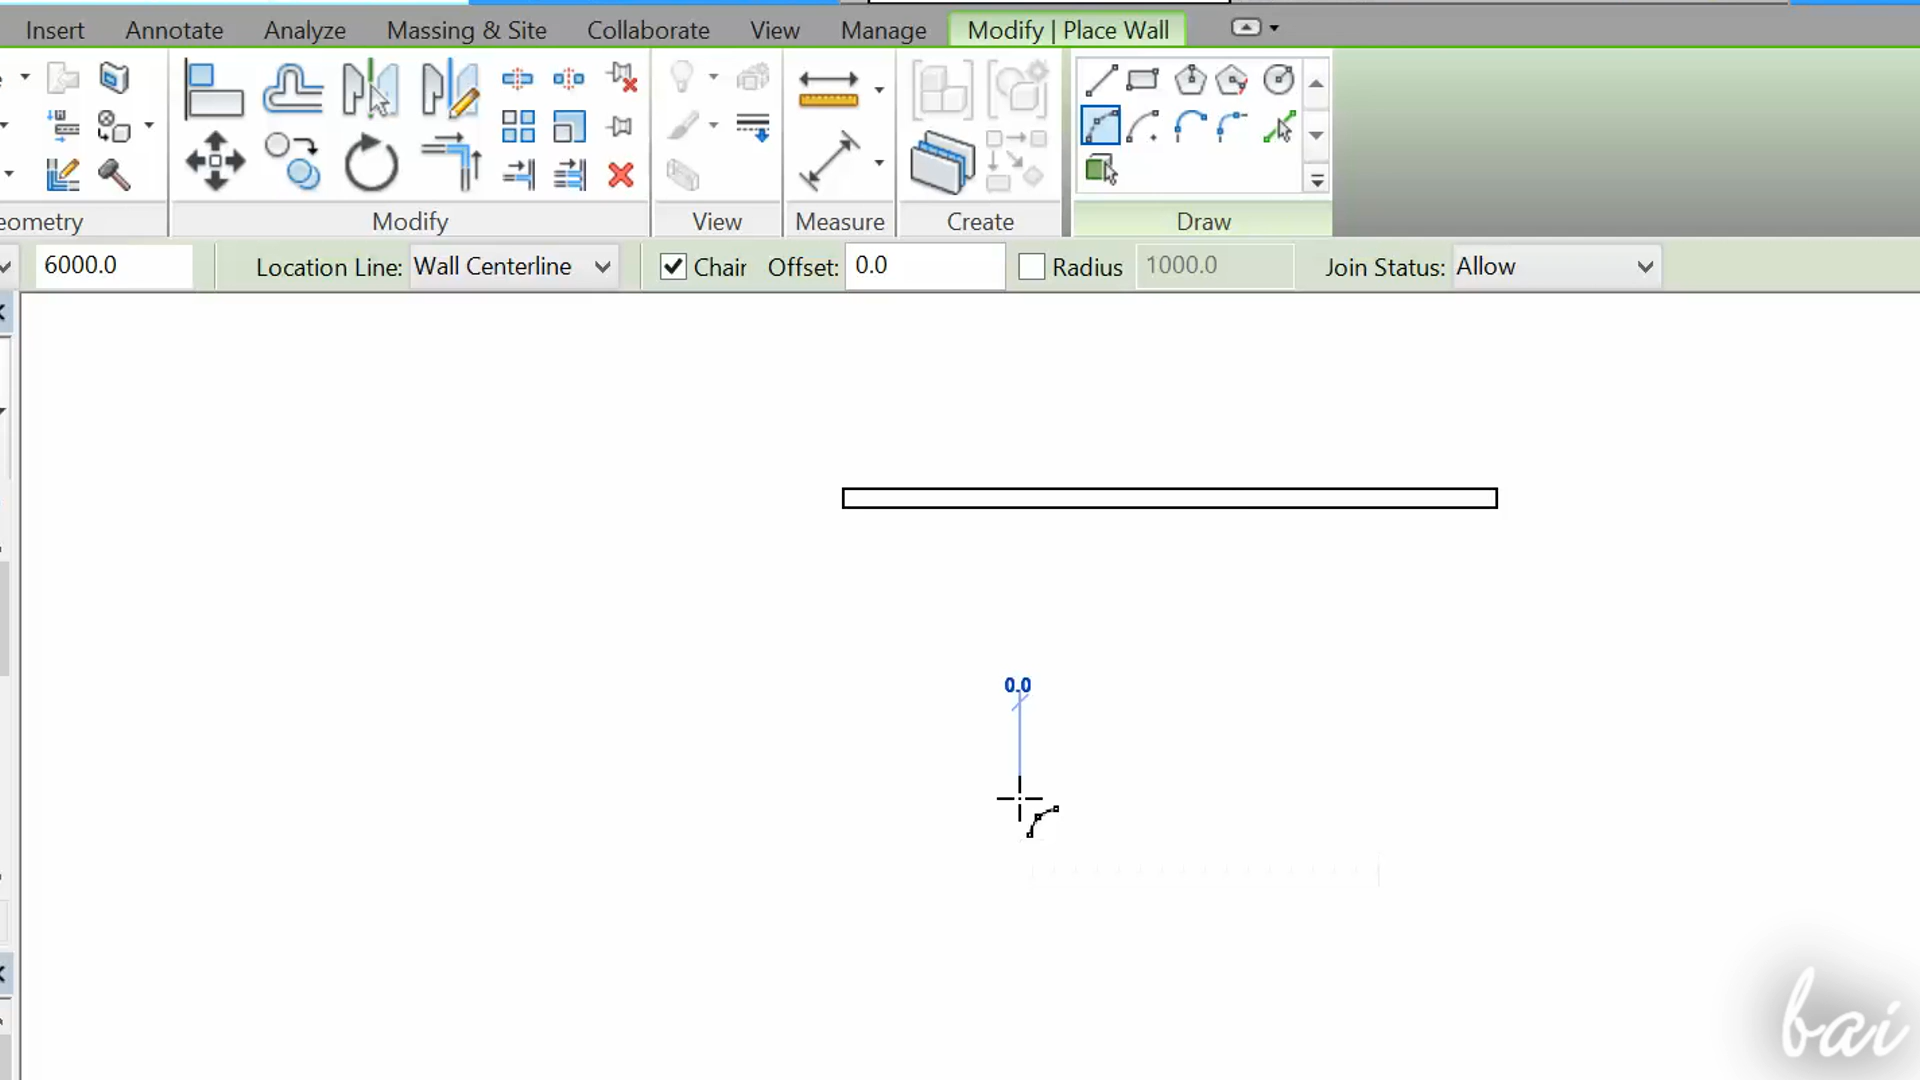 Insert Annotate Analyze Massing & Site Collaborate View Manage Modify | Place Wall
eometry Modify View Measure Create Draw
6000.0 Location Line: Wall Centerline Chair Offset: 0.0 Radius 1000.0 Join Status: Allow
0.0
bai